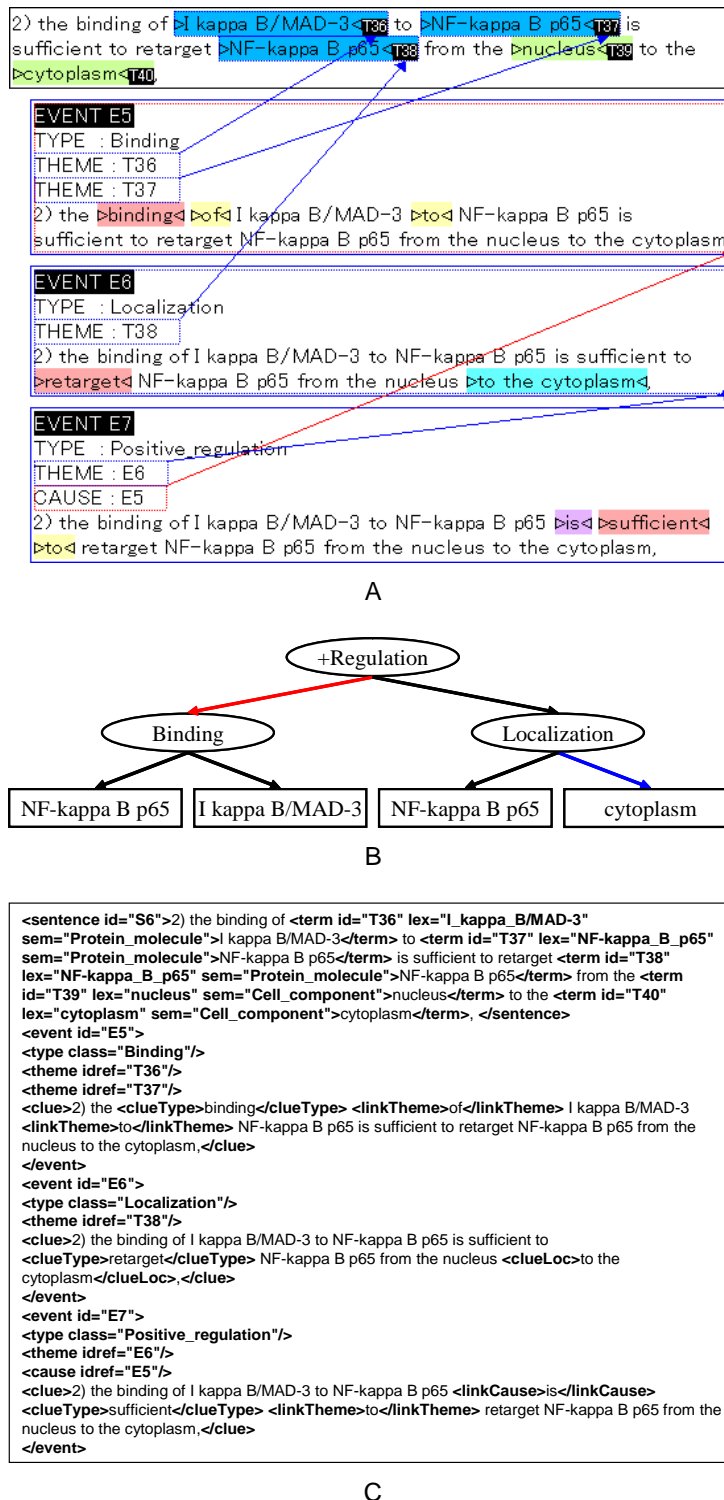 2) the binding of ▷I kappa B/MAD-3◁T36 to ▷NF-kappa B p65◁T37 is
sufficient to retarget ▷NF-kappa B p65◁T38 from the ▷nucleus◁T39 to the
▷cytoplasm◁T40,
EVENT E5
TYPE : Binding
THEME : T36
THEME : T37
2) the ▷binding◁ ▷of◁ I kappa B/MAD-3 ▷to◁ NF-kappa B p65 is
sufficient to retarget NF-kappa B p65 from the nucleus to the cytoplasm
EVENT E6
TYPE : Localization
THEME : T38
2) the binding of I kappa B/MAD-3 to NF-kappa B p65 is sufficient to
▷retarget◁ NF-kappa B p65 from the nucleus ▷to the cytoplasm◁,
EVENT E7
TYPE : Positive_regulation
THEME : E6
CAUSE : E5
2) the binding of I kappa B/MAD-3 to NF-kappa B p65 ▷is◁ ▷sufficient◁
▷to◁ retarget NF-kappa B p65 from the nucleus to the cytoplasm,
A
+Regulation
Binding Localization
NF-kappa B p65 I kappa B/MAD-3 NF-kappa B p65 cytoplasm
B
<sentence id="S6">2) the binding of <term id="T36" lex="I_kappa_B/MAD-3"
sem="Protein_molecule">I kappa B/MAD-3</term> to <term id="T37" lex="NF-kappa_B_p65"
sem="Protein_molecule">NF-kappa B p65</term> is sufficient to retarget <term id="T38"
lex="NF-kappa_B_p65" sem="Protein_molecule">NF-kappa B p65</term> from the <term
id="T39" lex="nucleus" sem="Cell_component">nucleus</term> to the <term id="T40"
lex="cytoplasm" sem="Cell_component">cytoplasm</term>, </sentence>
<event id="E5">
<type class="Binding"/>
<theme idref="T36"/>
<theme idref="T37"/>
<clue>2) the <clueType>binding</clueType> <linkTheme>of</linkTheme> I kappa B/MAD-3
<linkTheme>to</linkTheme> NF-kappa B p65 is sufficient to retarget NF-kappa B p65 from the
nucleus to the cytoplasm,</clue>
</event>
<event id="E6">
<type class="Localization"/>
<theme idref="T38"/>
<clue>2) the binding of I kappa B/MAD-3 to NF-kappa B p65 is sufficient to
<clueType>retarget</clueType> NF-kappa B p65 from the nucleus <clueLoc>to the
cytoplasm</clueLoc>,</clue>
</event>
<event id="E7">
<type class="Positive_regulation"/>
<theme idref="E6"/>
<cause idref="E5"/>
<clue>2) the binding of I kappa B/MAD-3 to NF-kappa B p65 <linkCause>is</linkCause>
<clueType>sufficient</clueType> <linkTheme>to</linkTheme> retarget NF-kappa B p65 from the
nucleus to the cytoplasm,</clue>
</event>
C